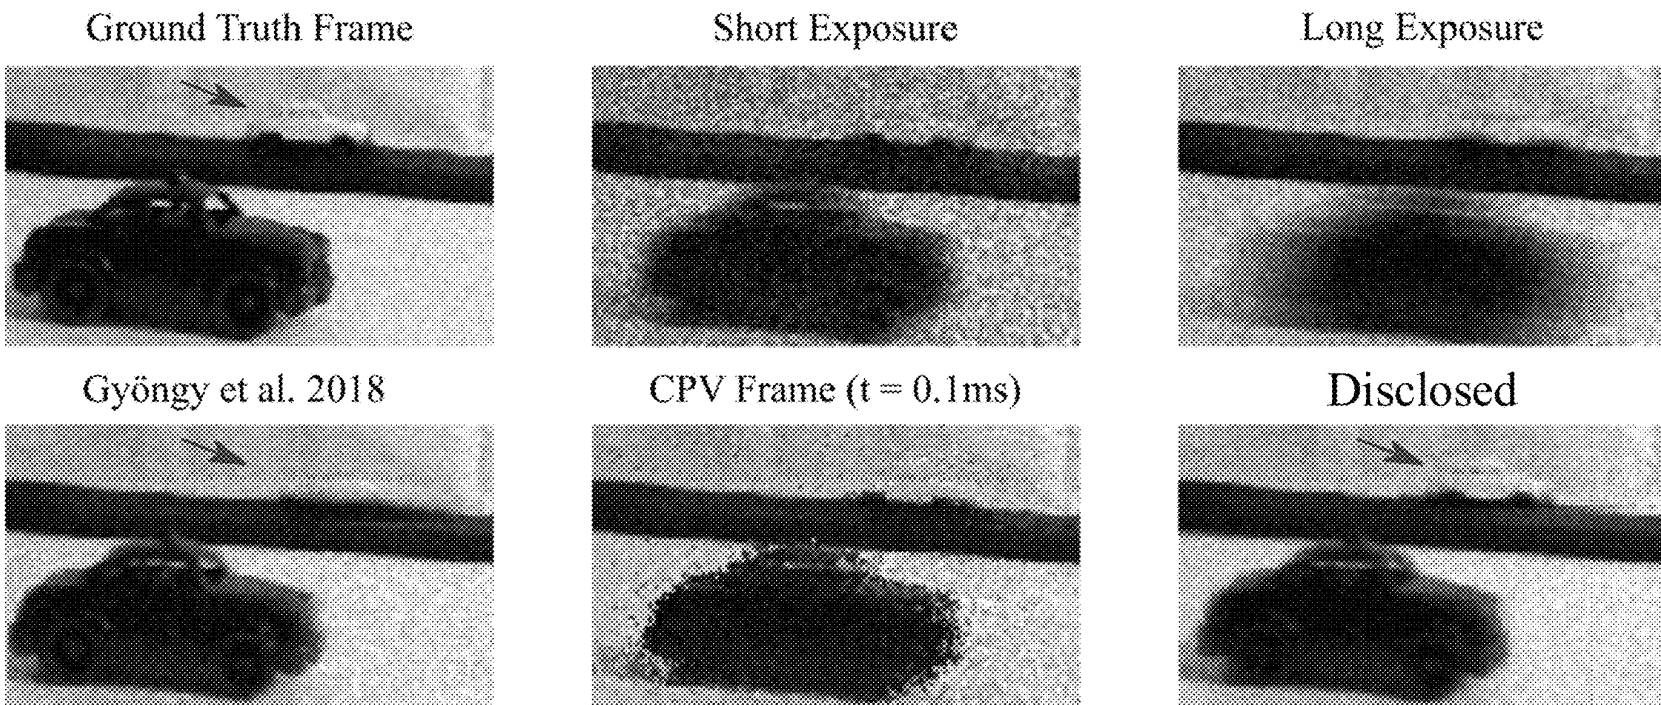 Ground Truth Frame
Short Exposure
Long Exposure
Gyöngy et al. 2018
CPV Frame (t = 0.1ms)
Disclosed